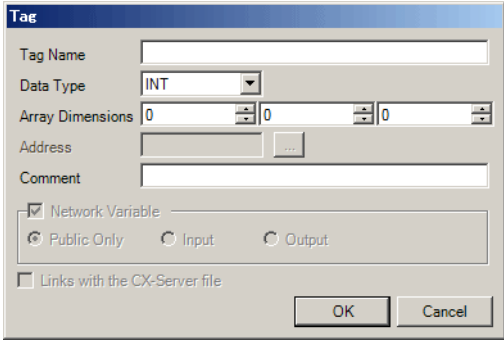 Tag
Tag Name
Data Type INT
Array Dimensions 0 0 0
Address ...
Comment
Network Variable
Public Only Input Output
Links with the CX-Server file
OK Cancel